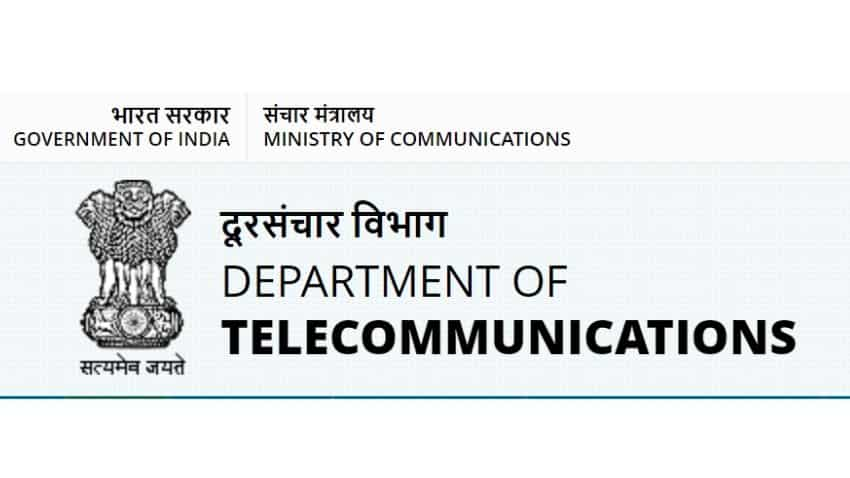 भारत सरकार
GOVERNMENT OF INDIA
संचार मंत्रालय
MINISTRY OF COMMUNICATIONS
दूरसंचार विभाग
DEPARTMENT OF
TELECOMMUNICATIONS
सत्यमेव जयते